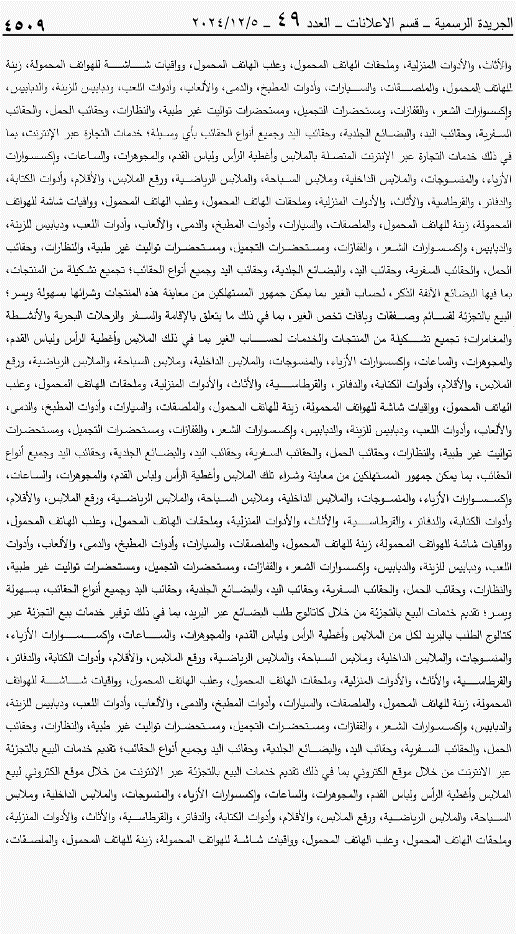 الجريدة الرسمية ـ قسم الاعلانات ـ العدد ٤٩ ـ ٢٠٢٤/١٢/٥ ٤٥٠٩
والأثاث، والأدوات المنزلية، وملحقات الهاتف المحمول، وعلب الهاتف المحمول، وواقيات شاشة للهواتف المحمولة، زينة
للهاتف المحمول، والملصقات، والسيارات، وأدوات المطبخ، والدمى، والألعاب، وأدوات اللعب، ودبابيس للزينة، والدبابيس،
وإكسسوارات الشعر، والقفازات، ومستحضرات التجميل، ومستحضرات تواليت غير طبية، والنظارات، وحقائب الحمل، والحقائب
السفرية، وحقائب اليد، والبضائع الجلدية، وحقائب اليد وجميع أنواع الحقائب بأي وسيلة؛ خدمات التجارة عبر الإنترنت، بما
في ذلك خدمات التجارة عبر الإنترنت المتصلة بالملابس وأغطية الرأس ولباس القدم، والمجوهرات، والساعات، وإكسسوارات
الأزياء، والمنسوجات، والملابس الداخلية، وملابس السباحة، والملابس الرياضية، ورقع الملابس، والأقلام، وأدوات الكتابة،
والدفاتر، والقرطاسية، والأثاث، والأدوات المنزلية، وملحقات الهاتف المحمول، وعلب الهاتف المحمول، وواقيات شاشة للهواتف
المحمولة، زينة للهاتف المحمول، والملصقات، والسيارات، وأدوات المطبخ، والدمى، والألعاب، وأدوات اللعب، ودبابيس للزينة،
والدبابيس، وإكسسوارات الشعر، والقفازات، ومستحضرات التجميل، ومستحضرات تواليت غير طبية، والنظارات، وحقائب
الحمل، والحقائب السفرية، وحقائب اليد، والبضائع الجلدية، وحقائب اليد وجميع أنواع الحقائب؛ تجميع تشكيلة من المنتجات،
بما فيها البضائع الآنفة الذكر، لحساب الغير بما يمكن جمهور المستهلكين من معاينة هذه المنتجات وشرائها بسهولة ويسر؛
البيع بالتجزئة لقسائم وصفقات وباقات تخص الغير، بما في ذلك ما يتعلق بالإقامة والسفر والرحلات البحرية والأنشطة
والمغامرات؛ تجميع تشكيلة من المنتجات والخدمات لحساب الغير بما في ذلك الملابس وأغطية الرأس ولباس القدم،
والمجوهرات، والساعات، وإكسسوارات الأزياء، والمنسوجات، والملابس الداخلية، وملابس السباحة، والملابس الرياضية، ورقع
الملابس، والأقلام، وأدوات الكتابة، والدفاتر، والقرطاسية، والأثاث، والأدوات المنزلية، وملحقات الهاتف المحمول، وعلب
الهاتف المحمول، وواقيات شاشة للهواتف المحمولة، زينة للهاتف المحمول، والملصقات، والسيارات، وأدوات المطبخ، والدمى،
والألعاب، وأدوات اللعب، ودبابيس للزينة، والدبابيس، وإكسسوارات الشعر، والقفازات، ومستحضرات التجميل، ومستحضرات
تواليت غير طبية، والنظارات، وحقائب الحمل، والحقائب السفرية، وحقائب اليد، والبضائع الجلدية، وحقائب اليد وجميع أنواع
الحقائب، بما يمكن جمهور المستهلكين من معاينة وشراء تلك الملابس وأغطية الرأس ولباس القدم، والمجوهرات، والساعات،
وإكسسوارات الأزياء، والمنسوجات، والملابس الداخلية، وملابس السباحة، والملابس الرياضية، ورقع الملابس، والأقلام،
وأدوات الكتابة، والدفاتر، والقرطاسية، والأثاث، والأدوات المنزلية، وملحقات الهاتف المحمول، وعلب الهاتف المحمول،
وواقيات شاشة للهواتف المحمولة، زينة للهاتف المحمول، والملصقات، والسيارات، وأدوات المطبخ، والدمى، والألعاب، وأدوات
اللعب، ودبابيس للزينة، والدبابيس، وإكسسوارات الشعر، والقفازات، ومستحضرات التجميل، ومستحضرات تواليت غير طبية،
والنظارات، وحقائب الحمل، والحقائب السفرية، وحقائب اليد، والبضائع الجلدية، وحقائب اليد وجميع أنواع الحقائب، بسهولة
ويسر؛ تقديم خدمات البيع بالتجزئة من خلال كاتالوج طلب البضائع عبر البريد، بما في ذلك توفير خدمات بيع التجزئة عبر
كتالوج الطلب بالبريد لكل من الملابس وأغطية الرأس ولباس القدم، والمجوهرات، والساعات، وإكسسوارات الأزياء،
والمنسوجات، والملابس الداخلية، وملابس السباحة، والملابس الرياضية، ورقع الملابس، والأقلام، وأدوات الكتابة، والدفاتر،
والقرطاسية، والأثاث، والأدوات المنزلية، وملحقات الهاتف المحمول، وعلب الهاتف المحمول، وواقيات شاشة للهواتف
المحمولة، زينة للهاتف المحمول، والملصقات، والسيارات، وأدوات المطبخ، والدمى، والألعاب، وأدوات اللعب، ودبابيس للزينة،
والدبابيس، وإكسسوارات الشعر، والقفازات، ومستحضرات التجميل، ومستحضرات تواليت غير طبية، والنظارات، وحقائب
الحمل، والحقائب السفرية، وحقائب اليد، والبضائع الجلدية، وحقائب اليد وجميع أنواع الحقائب؛ تقديم خدمات البيع بالتجزئة
عبر الانترنت من خلال موقع الكتروني بما في ذلك تقديم خدمات البيع بالتجزئة عبر الانترنت من خلال موقع الكتروني لبيع
الملابس وأغطية الرأس ولباس القدم، والمجوهرات، والساعات، وإكسسوارات الأزياء، والمنسوجات، والملابس الداخلية، وملابس
السباحة، والملابس الرياضية، ورقع الملابس، والأقلام، وأدوات الكتابة، والدفاتر، والقرطاسية، والأثاث، والأدوات المنزلية،
وملحقات الهاتف المحمول، وعلب الهاتف المحمول، وواقيات شاشة للهواتف المحمولة، زينة للهاتف المحمول، والملصقات،